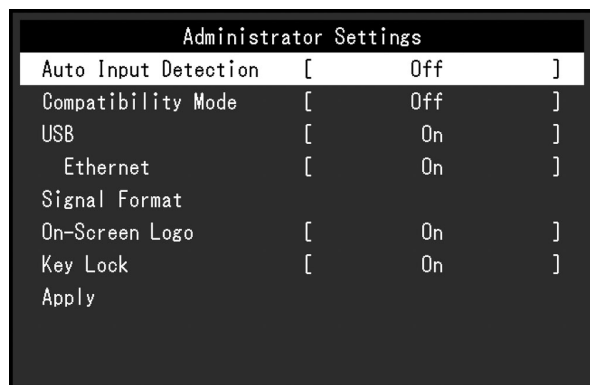 Administrator Settings
Auto Input Detection [ Off ]
Compatibility Mode [ Off ]
USB [ On ]
Ethernet [ On ]
Signal Format
On-Screen Logo [ On ]
Key Lock [ On ]
Apply